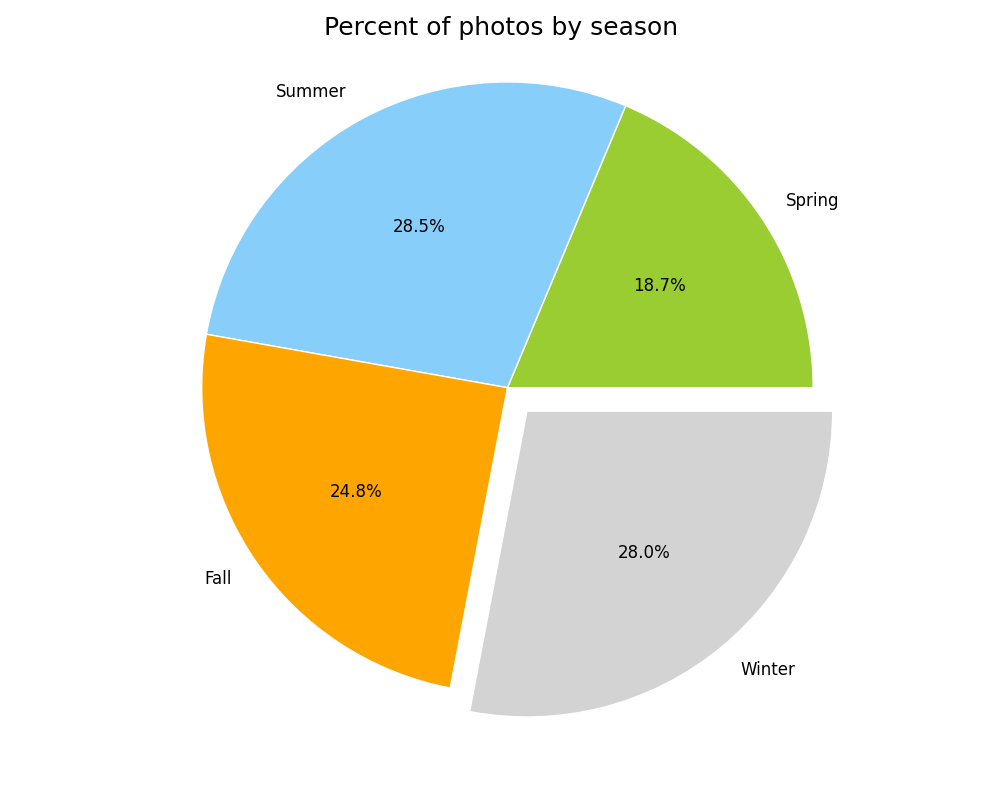 Percent of photos by season
Summer
Spring
28.5%
18.7%
24.8%
28.0%
Fall
Winter